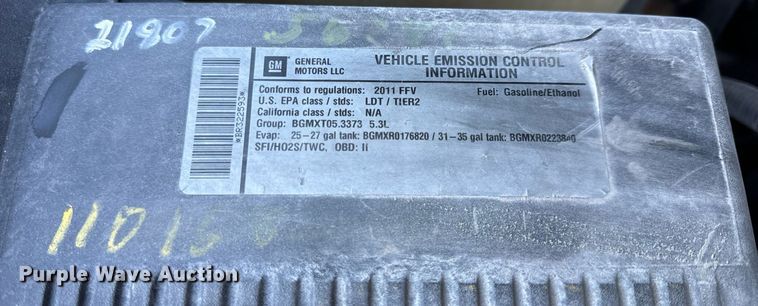 21907
GM
GENERAL
MOTORS LLC
VEHICLE EMISSION CONTROL
INFORMATION
Conforms to regulations: 2011 FFV Fuel: Gasoline/Ethanol
U.S. EPA class / stds: LDT / TIER2
California class / stds: N/A
Group: BGMXT05.3373 5.3L
Evap: 25-27 gal tank: BGMXR0176820 / 31-35 gal tank:
SFI/HO2S/TWC, OBD: Ii
*BR322593*
Purple Wave Auction